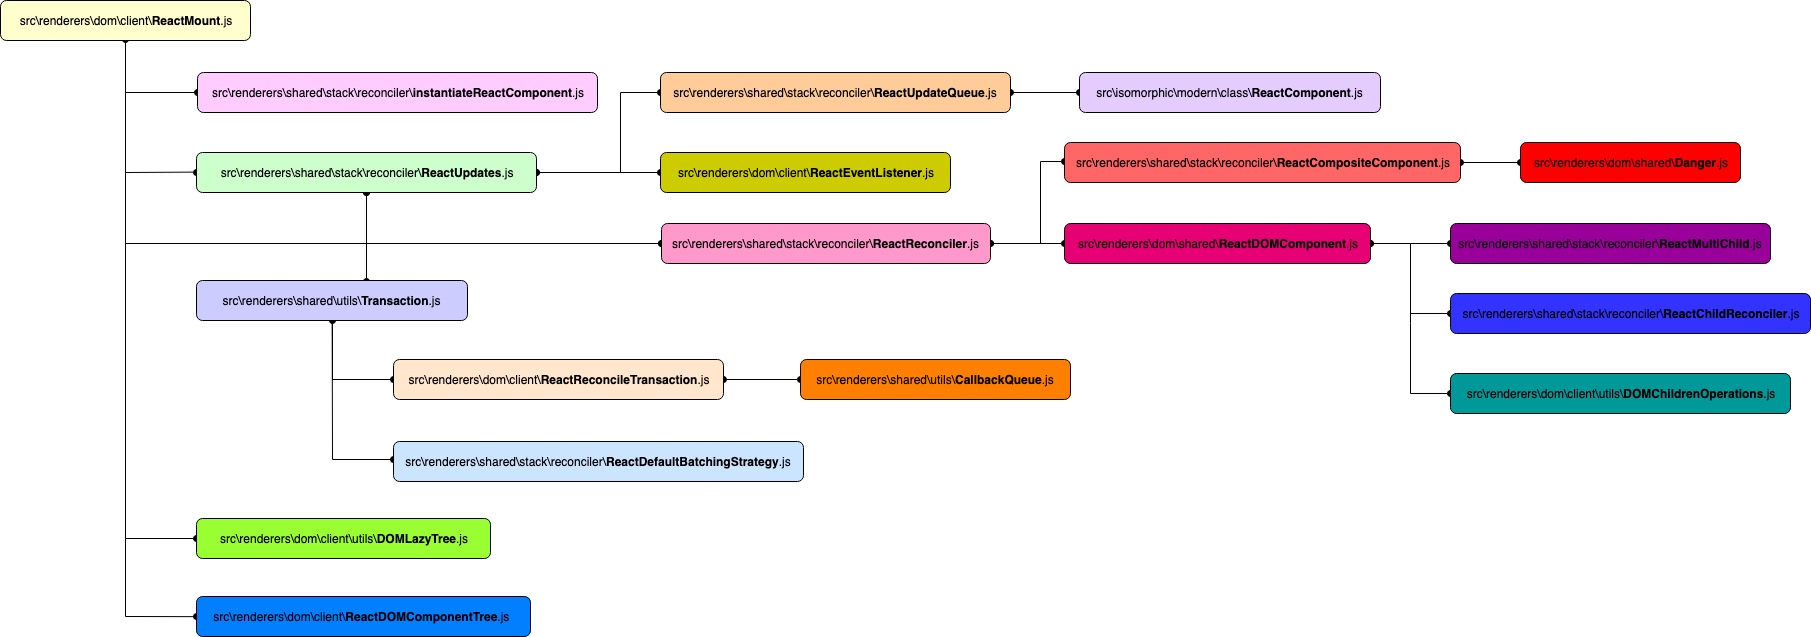 src\renderers\dom\client\ReactMount.js
src\renderers\shared\stack\reconciler\instantiateReactComponent.js
src\renderers\shared\stack\reconciler\ReactUpdateQueue.js
src\isomorphic\modern\class\ReactComponent.js
src\renderers\shared\stack\reconciler\ReactUpdates.js
src\renderers\dom\client\ReactEventListener.js
src\renderers\shared\stack\reconciler\ReactCompositeComponent.js
src\renderers\dom\shared\Danger.js
src\renderers\shared\stack\reconciler\ReactReconciler.js
src\renderers\dom\shared\ReactDOMComponent.js
src\renderers\shared\stack\reconciler\ReactMultiChild.js
src\renderers\shared\utils\Transaction.js
src\renderers\shared\stack\reconciler\ReactChildReconciler.js
src\renderers\dom\client\ReactReconcileTransaction.js
src\renderers\shared\utils\CallbackQueue.js
src\renderers\dom\client\utils\DOMChildrenOperations.js
src\renderers\shared\stack\reconciler\ReactDefaultBatchingStrategy.js
src\renderers\dom\client\utils\DOMLazyTree.js
src\renderers\dom\client\ReactDOMComponentTree.js